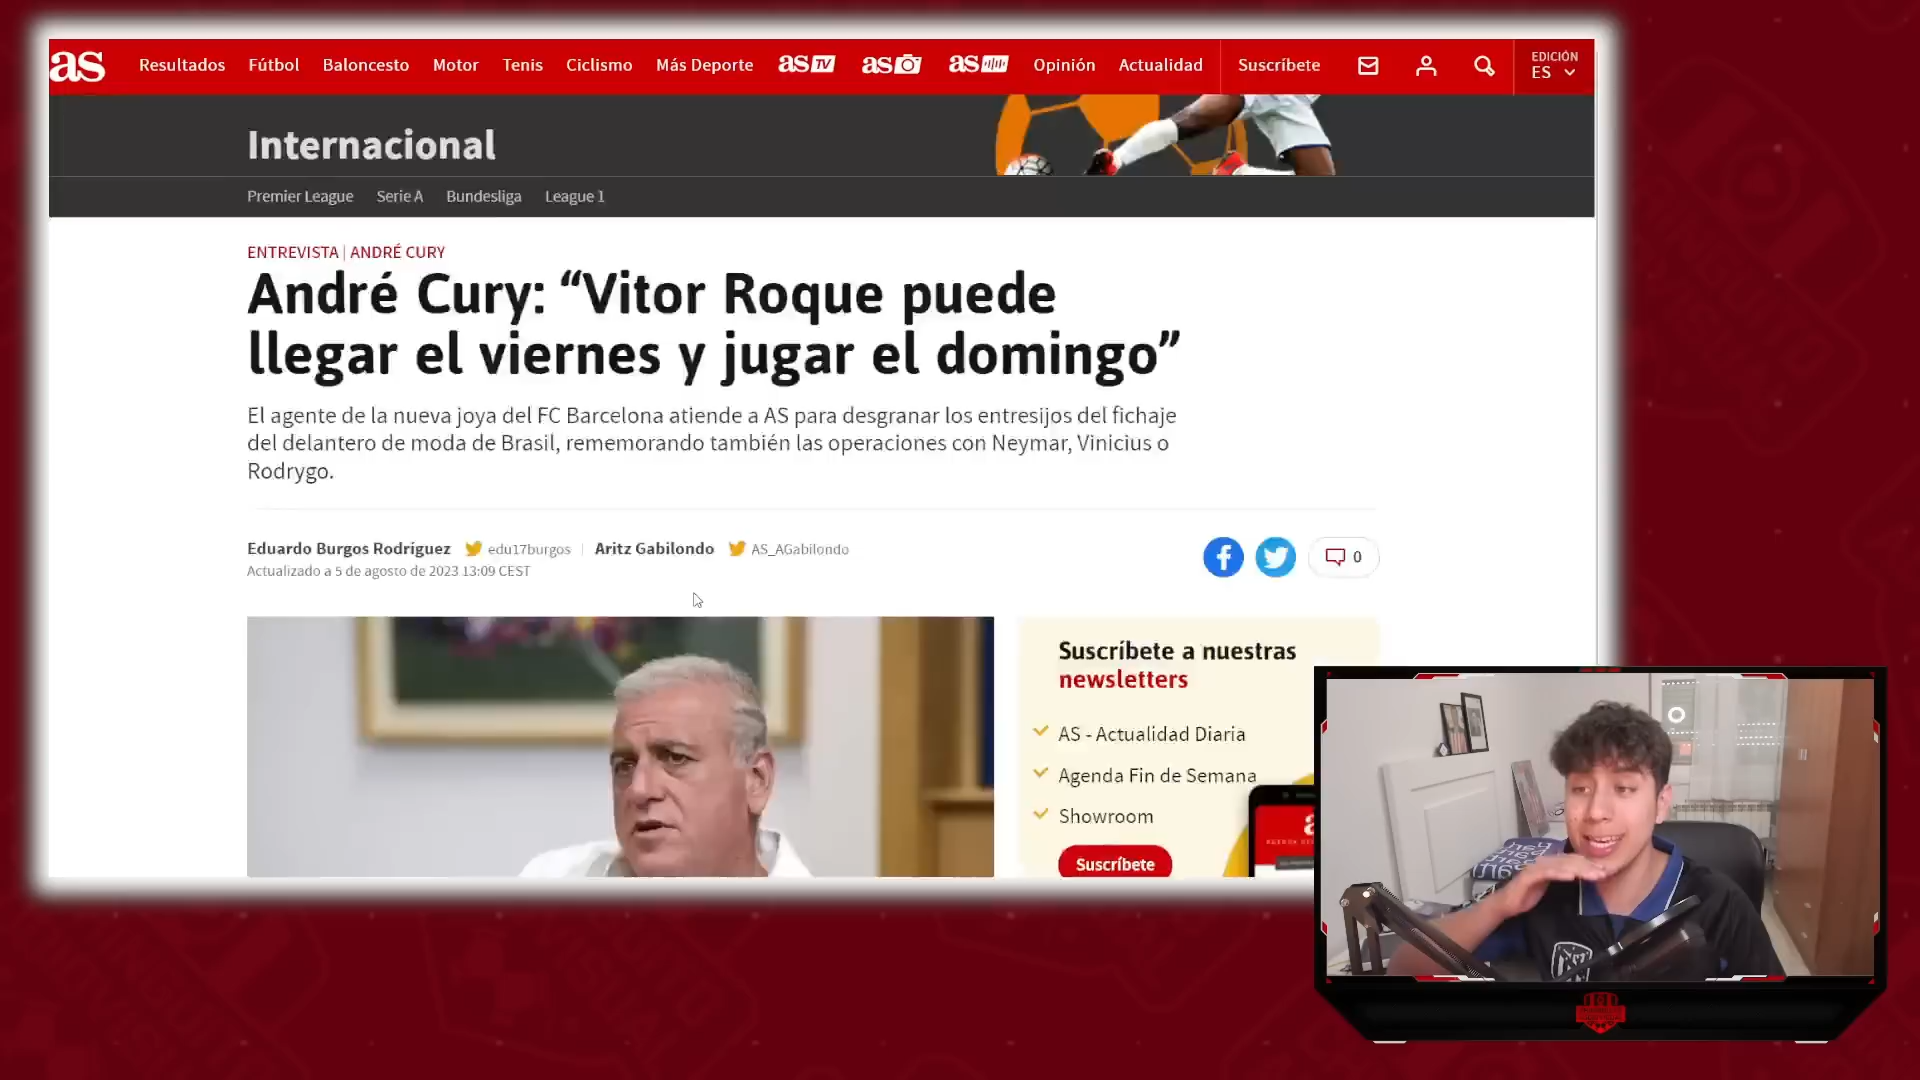 as
Resultados Fútbol Baloncesto Motor Tenis Ciclismo Más Deporte as TV as as Opinión Actualidad Suscríbete EDICIÓN
ES
Internacional
Premier League Serie A Bundesliga League 1
ENTREVISTA | ANDRÉ CURY
André Cury: “Vitor Roque puede
llegar el viernes y jugar el domingo”
El agente de la nueva joya del FC Barcelona atiende a AS para desgranar los entresijos del fichaje
del delantero de moda de Brasil, rememorando también las operaciones con Neymar, Vinicius o
Rodrygo.
Eduardo Burgos Rodríguez edu17burgos | Aritz Gabilondo AS_AGabilondo
Actualizado a 5 de agosto de 2023 13:09 CEST
0
Suscríbete a nuestras
newsletters
AS - Actualidad Diaria
Agenda Fin de Semana
Showroom
Suscríbete